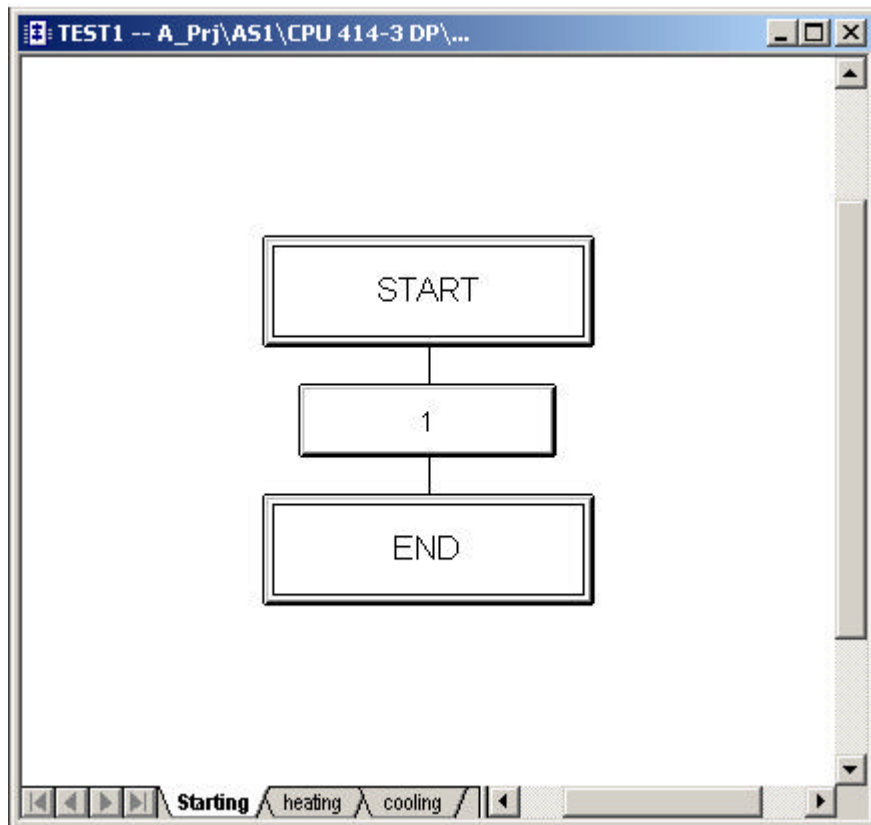 TEST1 -- A_Prj\AS1\CPU 414-3 DP\...
START
1
END
Starting heating cooling